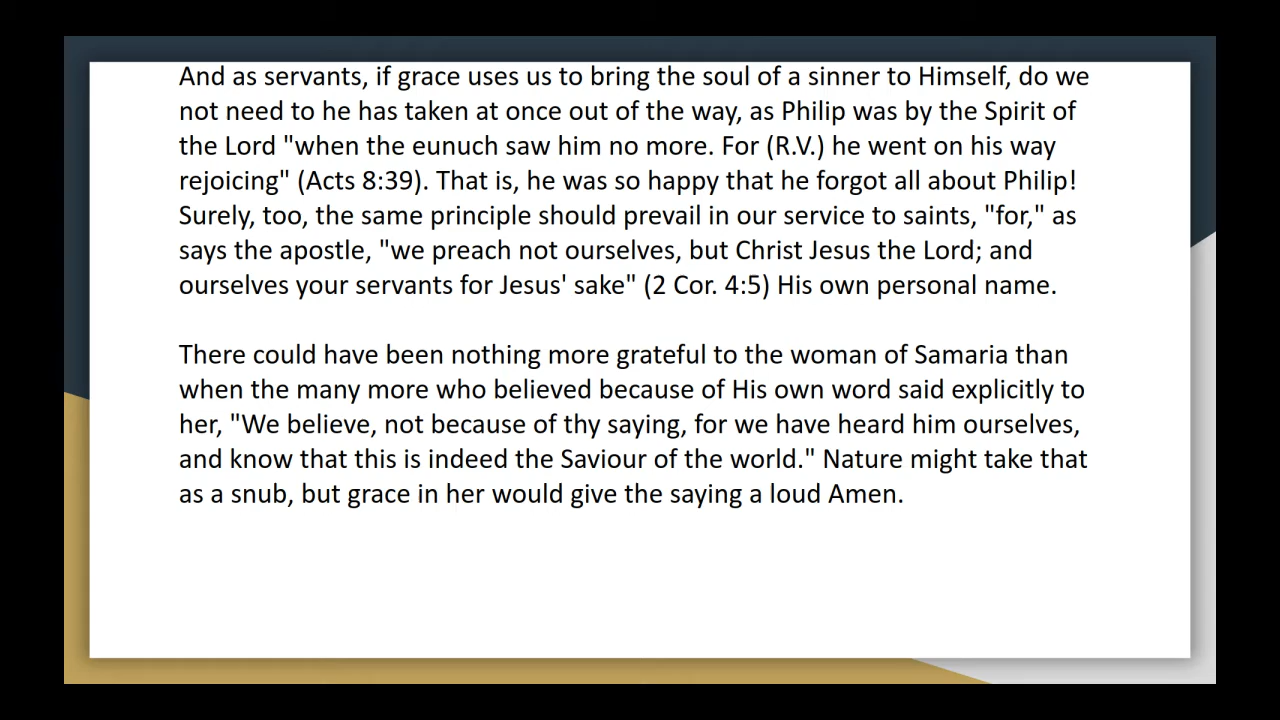 And as servants, if grace uses us to bring the soul of a sinner to Himself, do we
not need to he has taken at once out of the way, as Philip was by the Spirit of
the Lord "when the eunuch saw him no more. For (R.V.) he went on his way
rejoicing" (Acts 8:39). That is, he was so happy that he forgot all about Philip!
Surely, too, the same principle should prevail in our service to saints, "for," as
says the apostle, "we preach not ourselves, but Christ Jesus the Lord; and
ourselves your servants for Jesus' sake" (2 Cor. 4:5) His own personal name.
There could have been nothing more grateful to the woman of Samaria than
when the many more who believed because of His own word said explicitly to
her, "We believe, not because of thy saying, for we have heard him ourselves,
and know that this is indeed the Saviour of the world." Nature might take that
as a snub, but grace in her would give the saying a loud Amen.